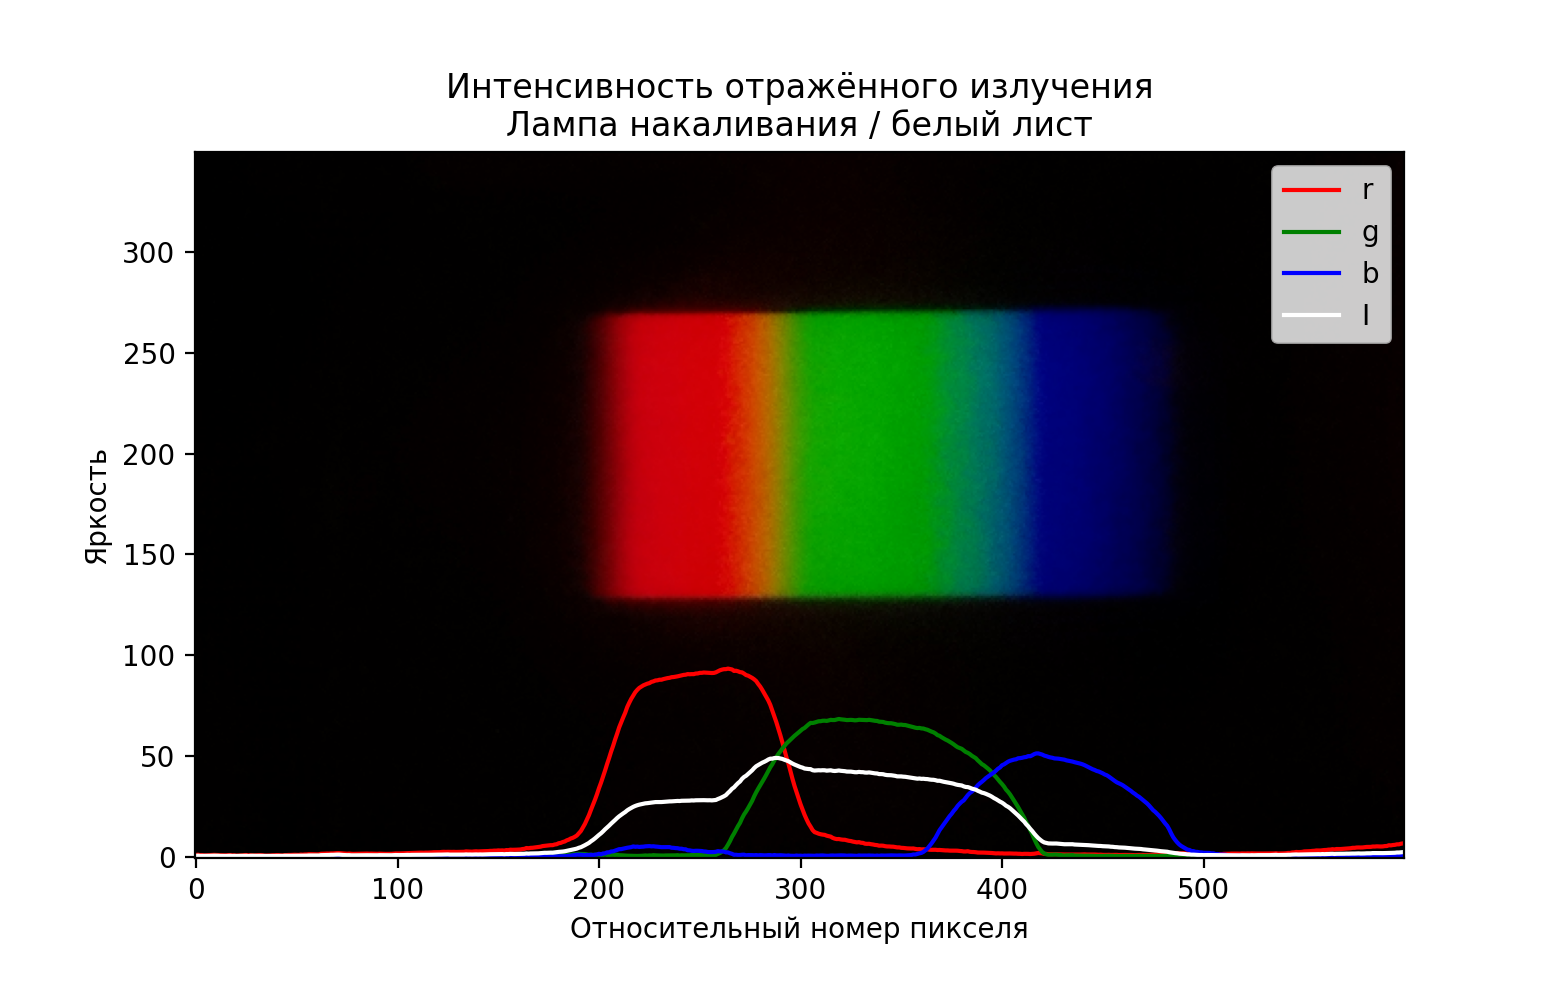 Интенсивность отражённого излучения
Лампа накаливания / белый лист
r
g
b
l
300
250
200
150
100
50
0
Яркость
0 100 200 300 400 500
Относительный номер пикселя